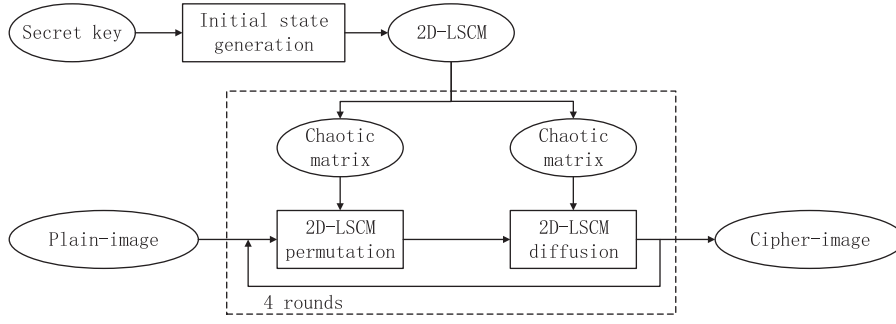 Secret key
Initial state
generation
2D-LSCM
Chaotic
matrix
Chaotic
matrix
Plain-image
2D-LSCM
permutation
2D-LSCM
diffusion
Cipher-image
4 rounds